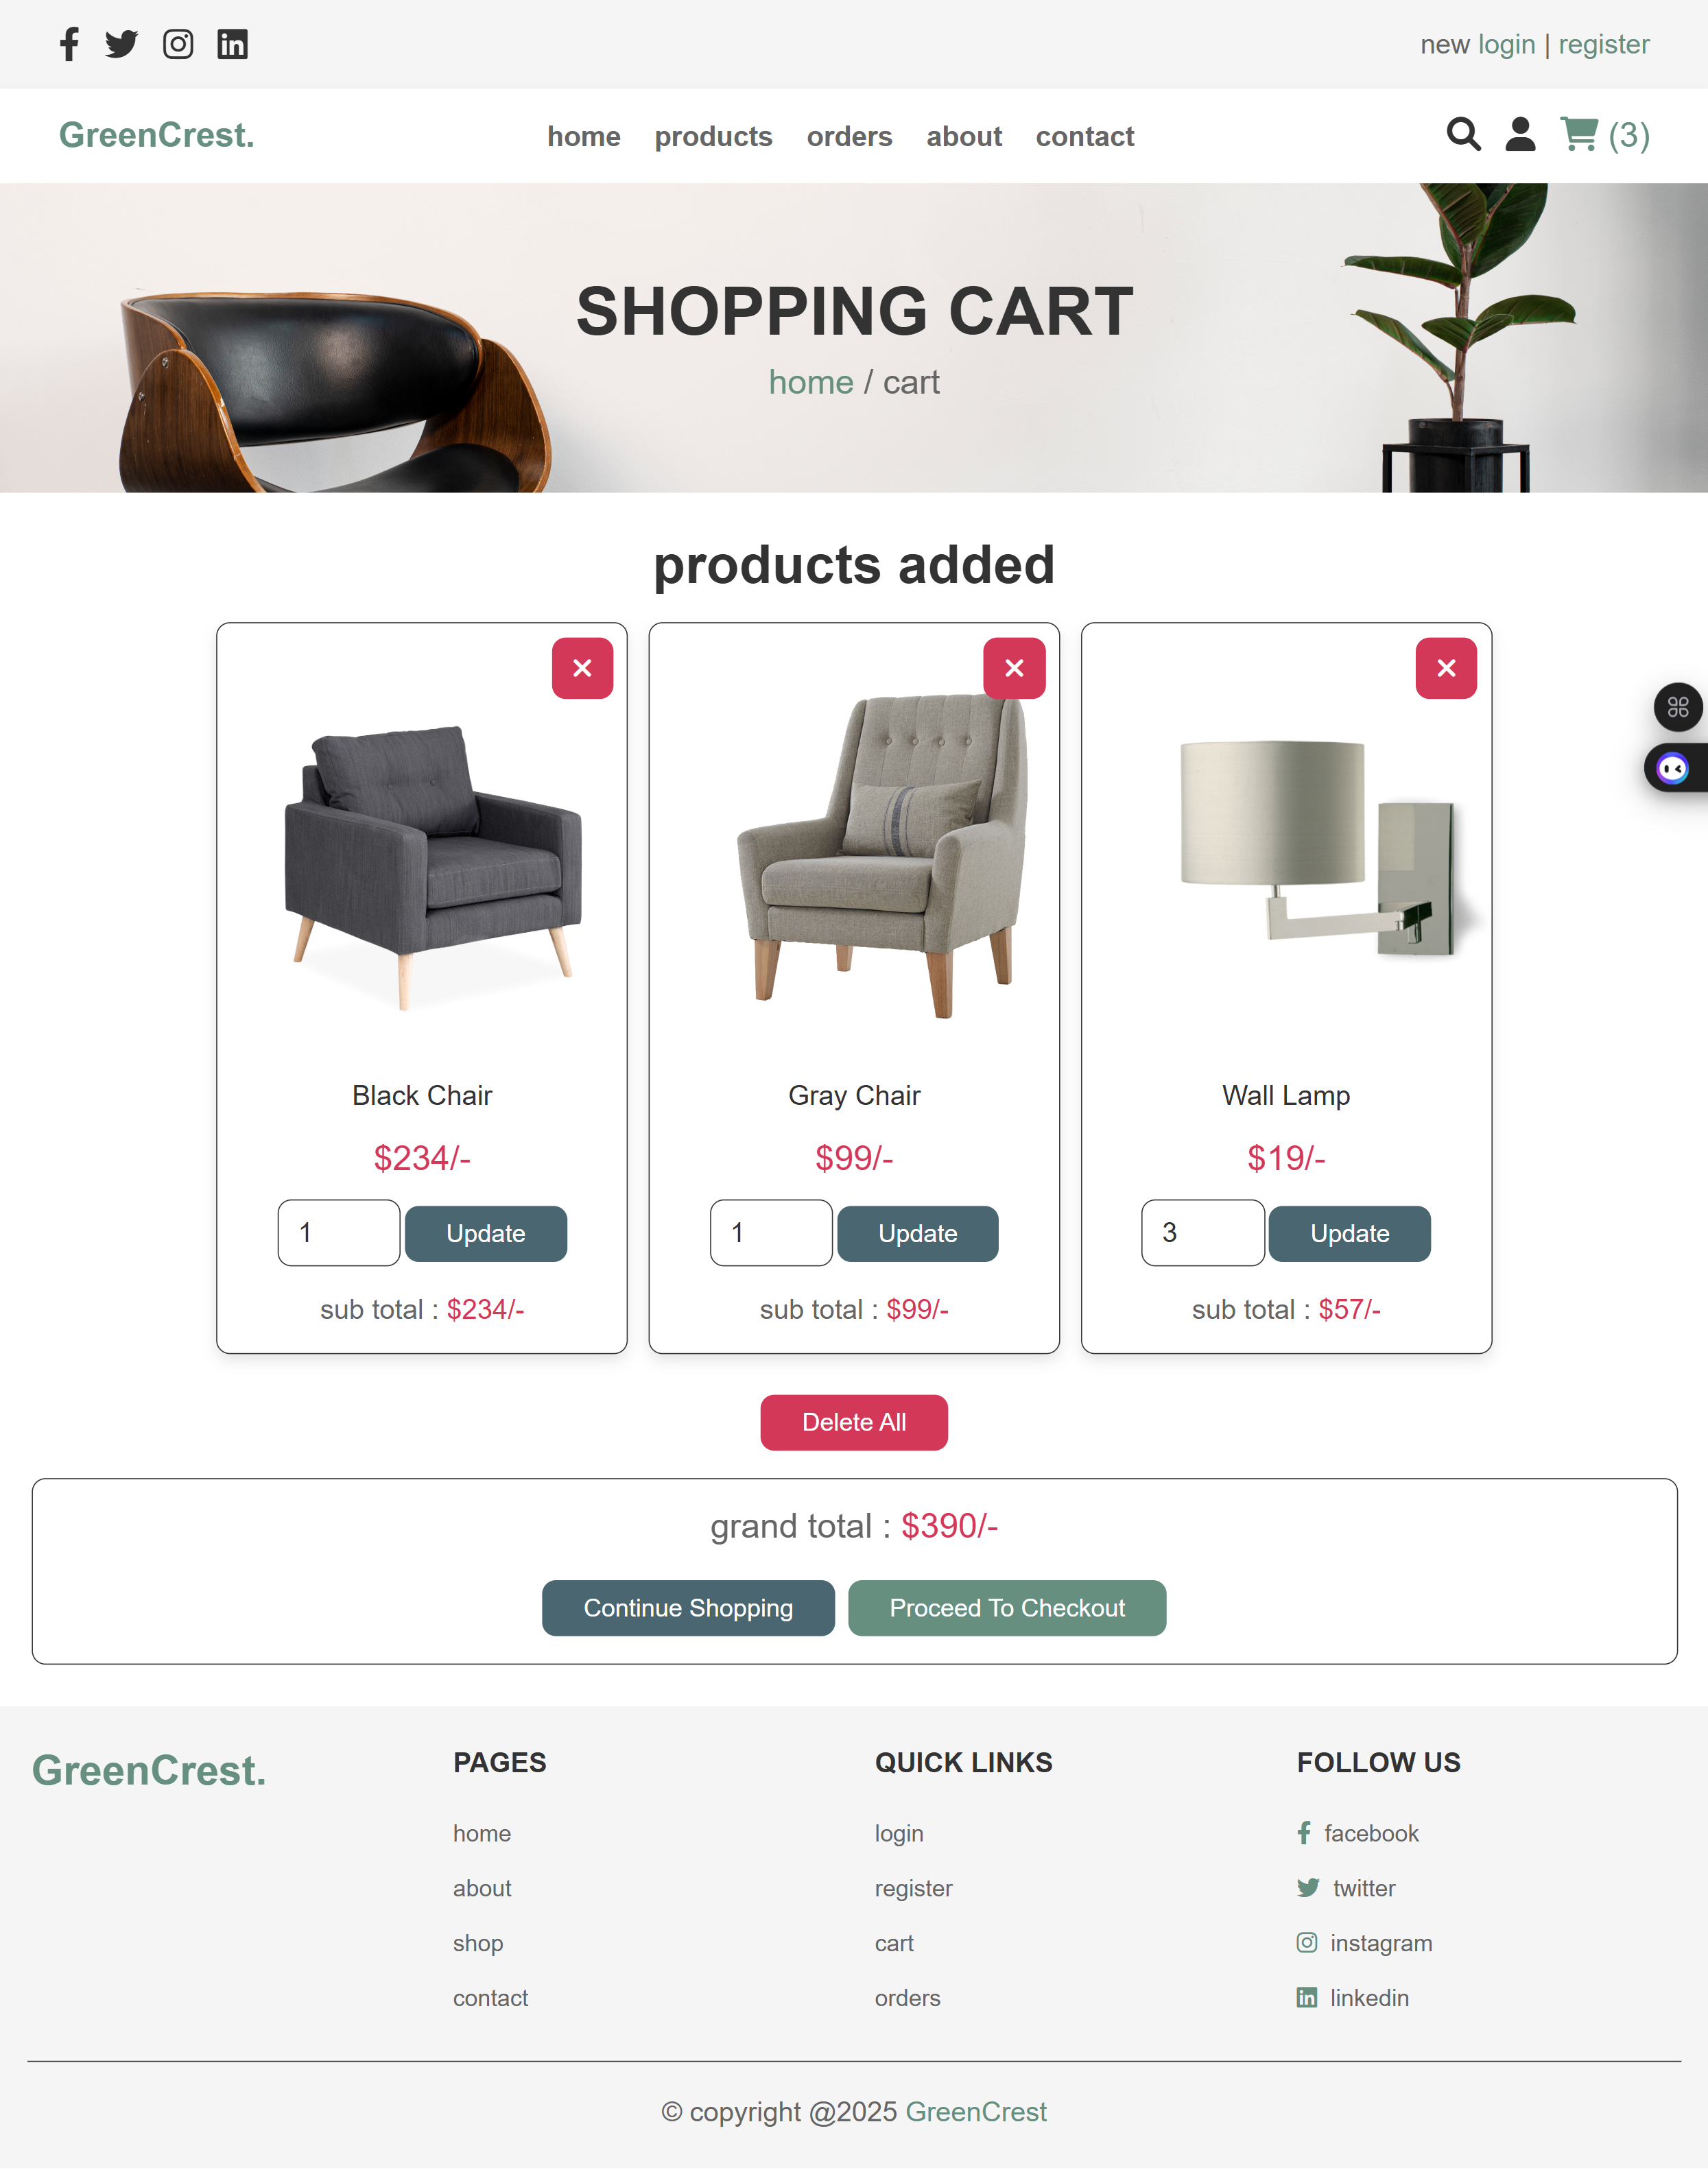 new login | register
GreenCrest.
home products orders about contact
(3)
SHOPPING CART
home / cart
products added
Black Chair
$234/-
1 Update
sub total : $234/-
Gray Chair
$99/-
1 Update
sub total : $99/-
Wall Lamp
$19/-
3 Update
sub total : $57/-
Delete All
grand total : $390/-
Continue Shopping Proceed To Checkout
GreenCrest.
PAGES
home
about
shop
contact
QUICK LINKS
login
register
cart
orders
FOLLOW US
facebook
twitter
instagram
linkedin
© copyright @2025 GreenCrest